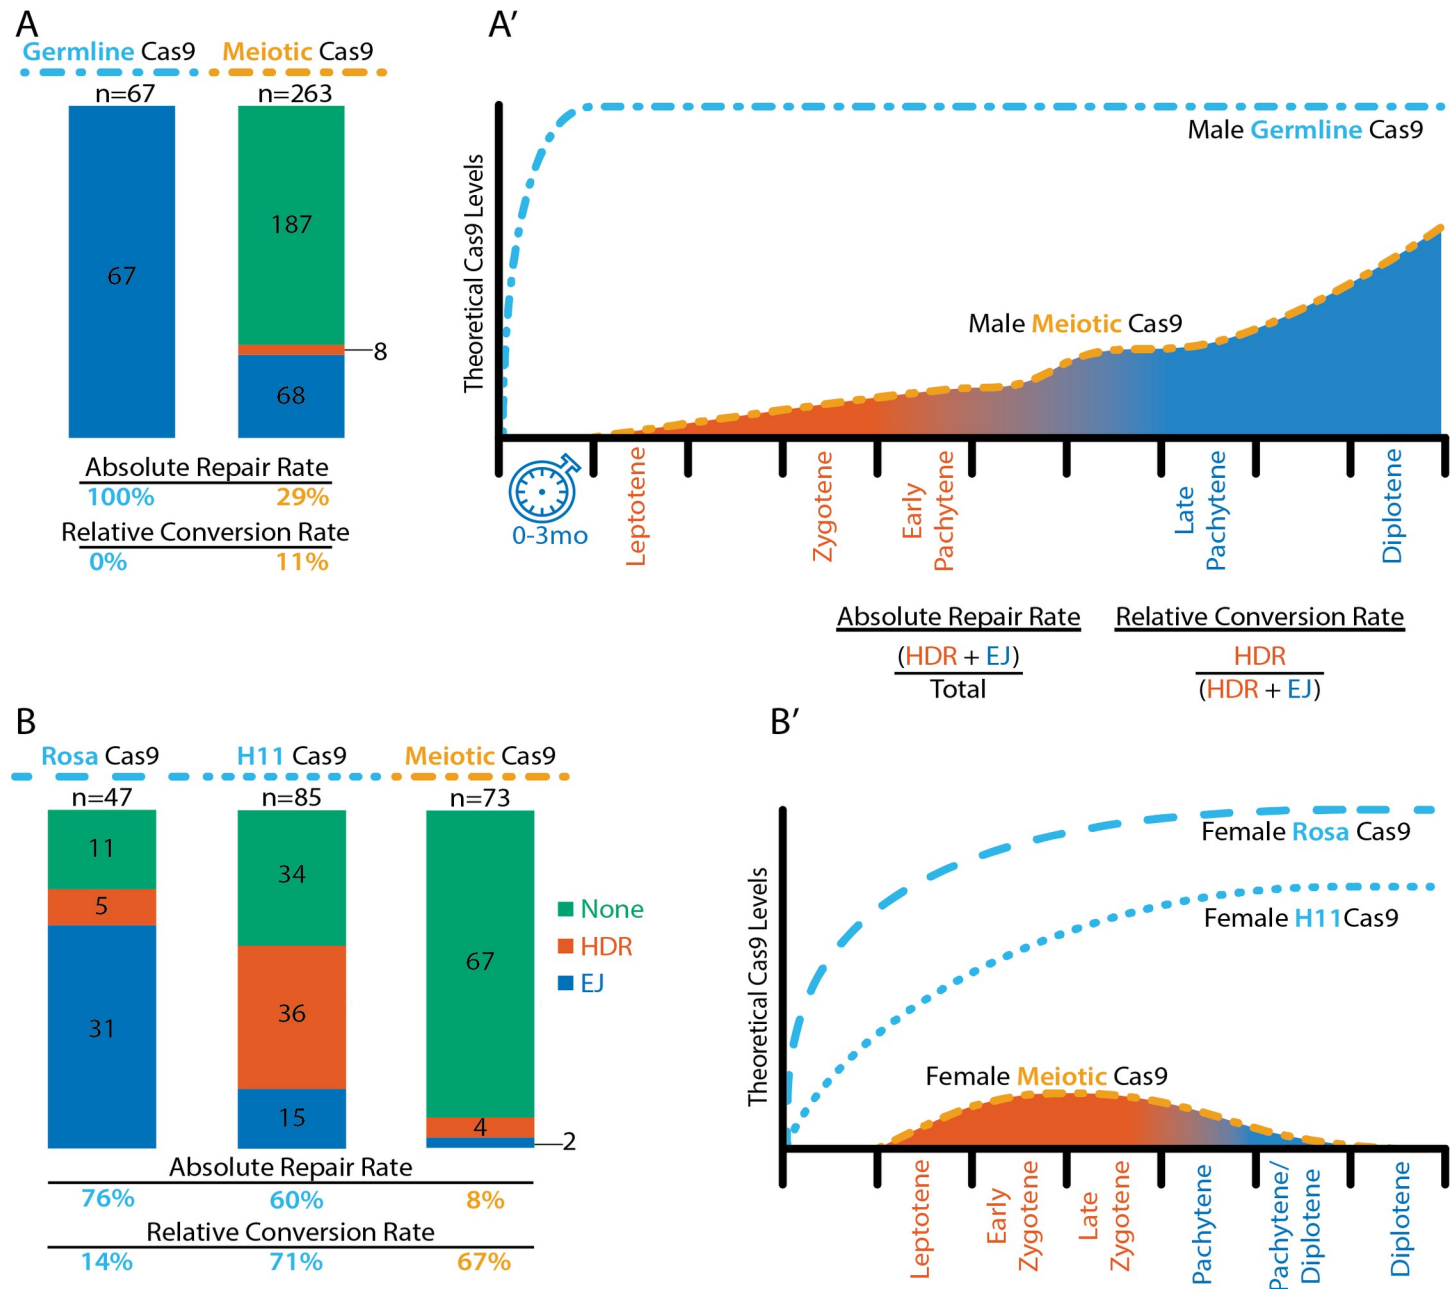 A
Germline Cas9
Meiotic Cas9
n=67
n=263
67
187
8
68
Absolute Repair Rate
100%
29%
Relative Conversion Rate
0%
11%
A′
Theoretical Cas9 Levels
Male Germline Cas9
Male Meiotic Cas9
0-3mo
Leptotene
Zygotene
Early
Pachytene
Late
Pachytene
Diplotene
Absolute Repair Rate
(HDR + EJ)
Total
Relative Conversion Rate
HDR
(HDR + EJ)
B
Rosa Cas9
H11 Cas9
Meiotic Cas9
n=47
n=85
n=73
11
5
31
34
36
15
67
4
2
None
HDR
EJ
Absolute Repair Rate
76%
60%
8%
Relative Conversion Rate
14%
71%
67%
B′
Theoretical Cas9 Levels
Female Rosa Cas9
Female H11Cas9
Female Meiotic Cas9
Leptotene
Early
Zygotene
Late
Zygotene
Pachytene
Pachytene/
Diplotene
Diplotene